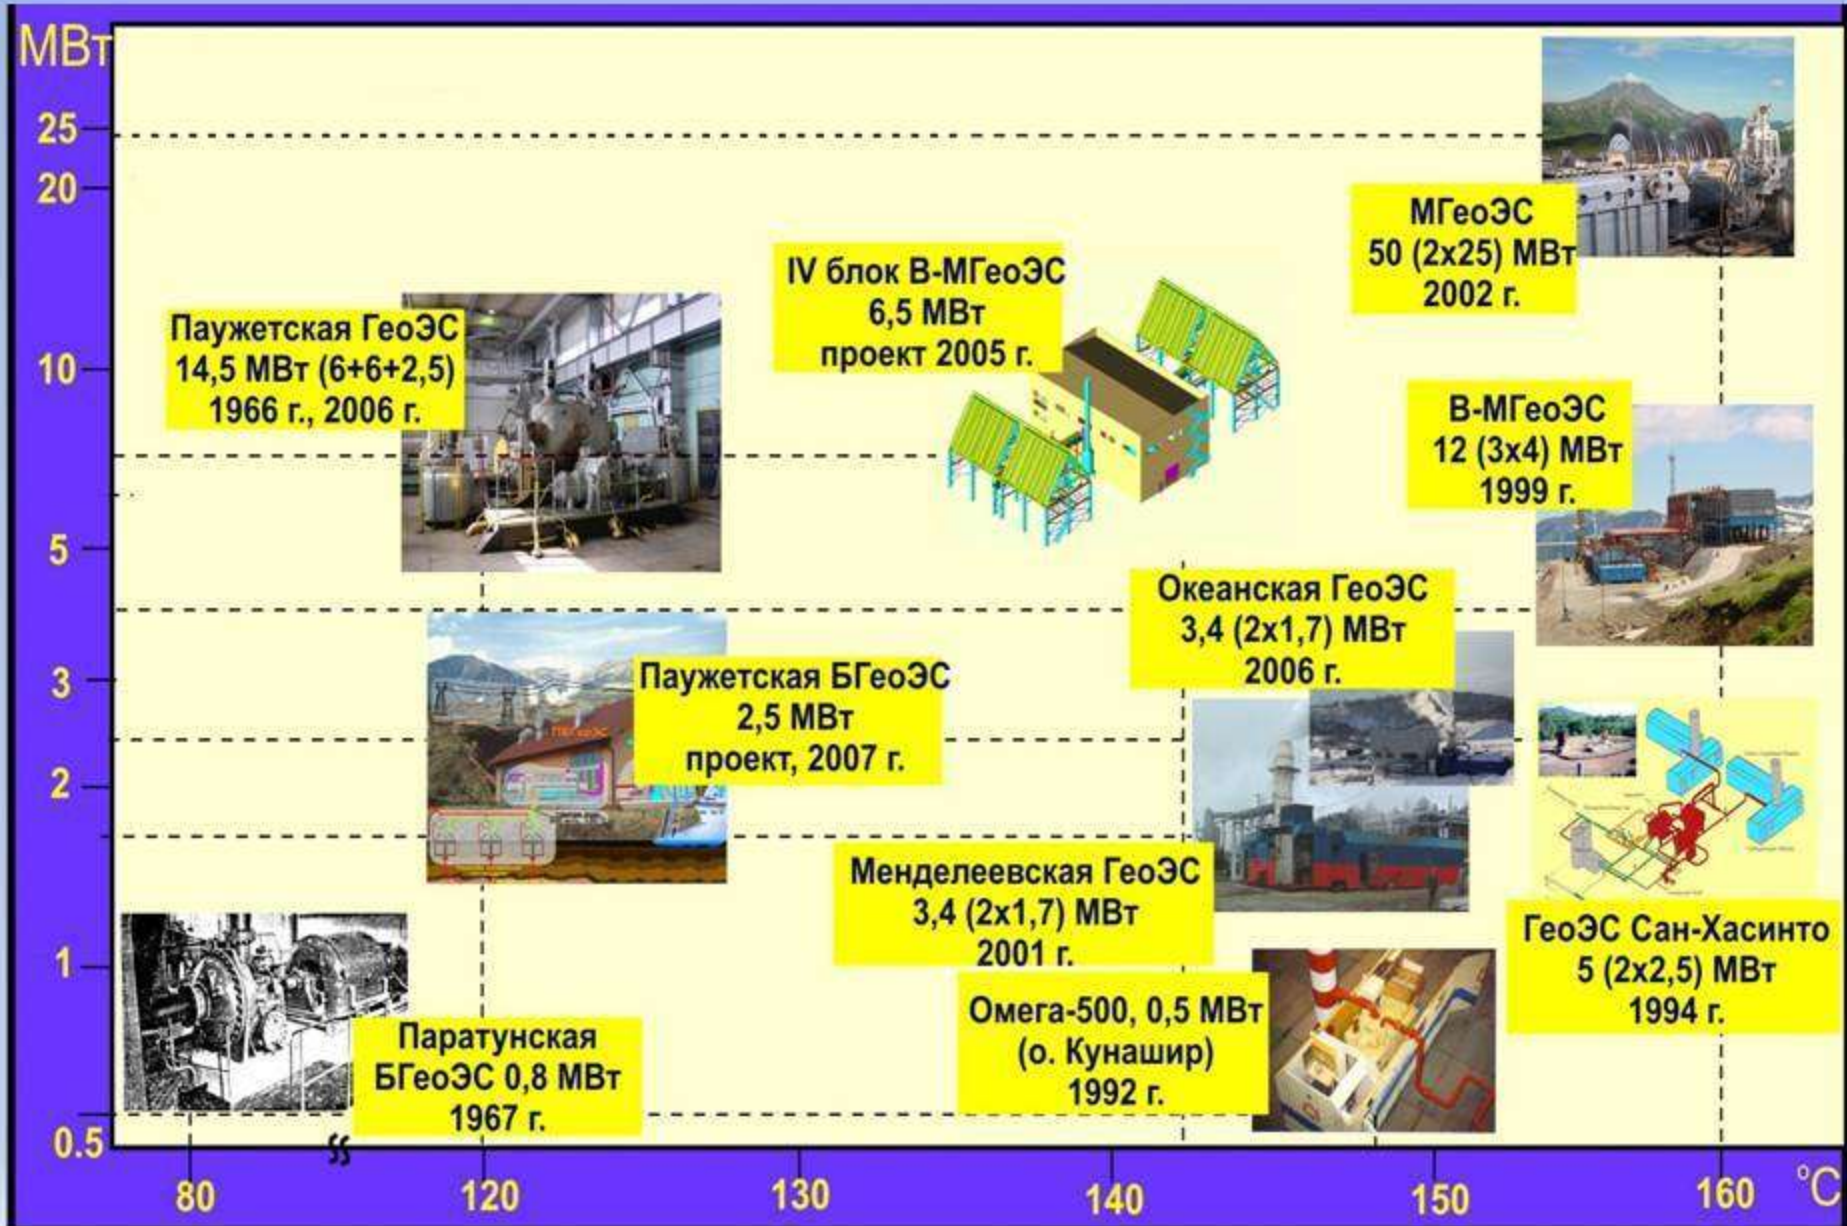 МВт
25
20
10
5
3
2
1
0.5
МГеоЭС
50 (2х25) МВт
2002 г.
IV блок В-МГеоЭС
6,5 МВт
проект 2005 г.
Паужетская ГеоЭС
14,5 МВт (6+6+2,5)
1966 г., 2006 г.
В-МГеоЭС
12 (3х4) МВт
1999 г.
Океанская ГеоЭС
3,4 (2х1,7) МВт
2006 г.
Паужетская БГеоЭС
2,5 МВт
проект, 2007 г.
Менделеевская ГеоЭС
3,4 (2х1,7) МВт
2001 г.
ГеоЭС Сан-Хасинто
5 (2х2,5) МВт
1994 г.
Омега-500, 0,5 МВт
(о. Кунашир)
1992 г.
Паратунская
БГеоЭС 0,8 МВт
1967 г.
80
120
130
140
150
160
°С